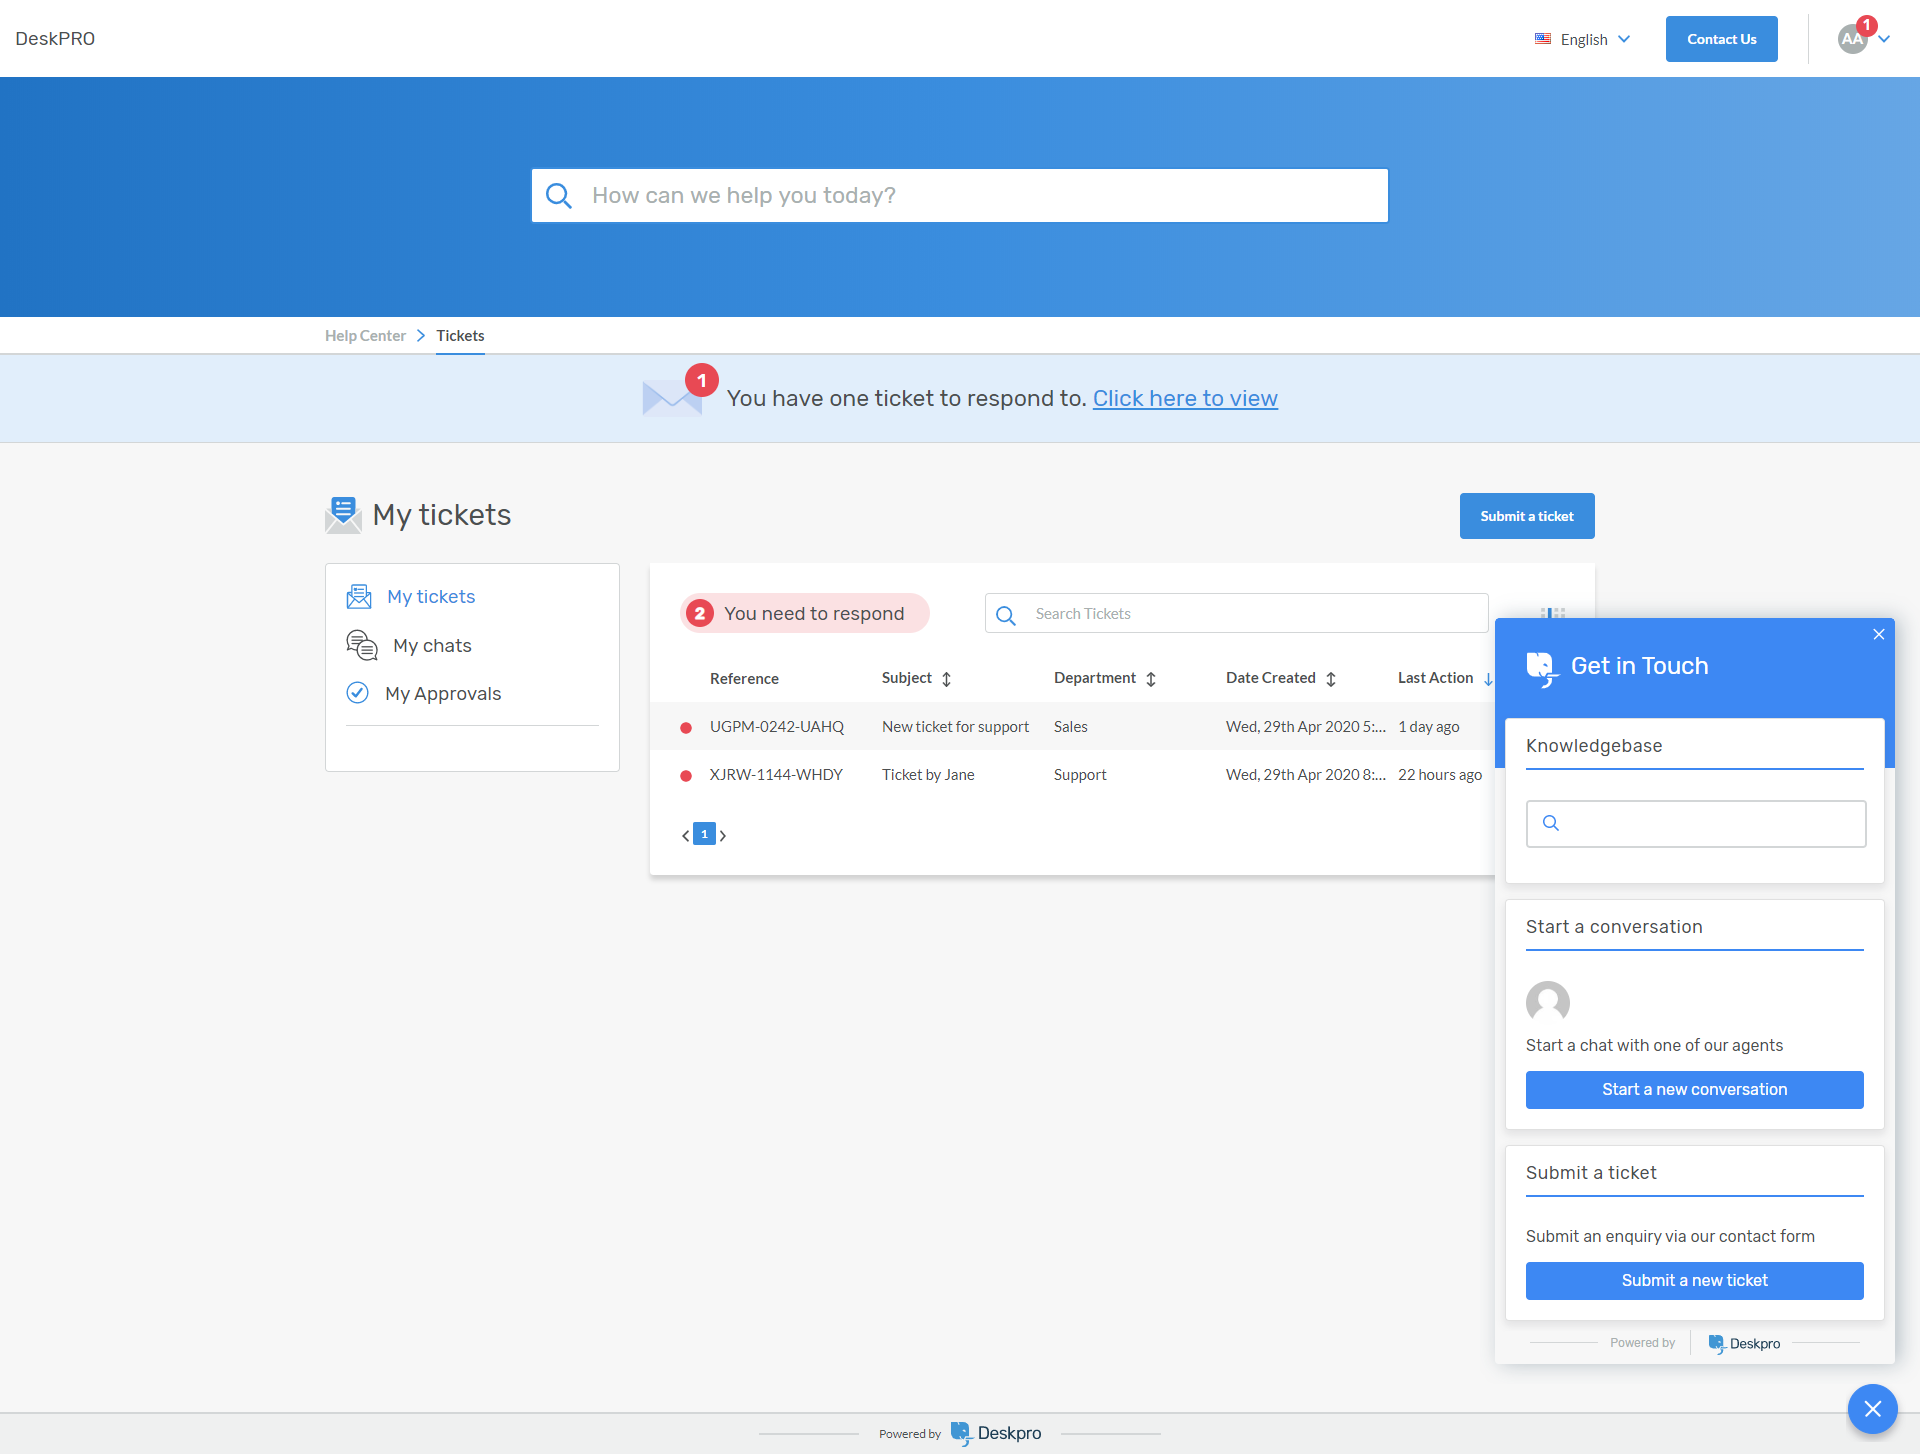 DeskPRO
English
Contact Us
AA
1
How can we help you today?
Help Center
Tickets
1
You have one ticket to respond to. Click here to view
My tickets
Submit a ticket
My tickets
My chats
My Approvals
2 You need to respond
Search Tickets
Reference Subject Department Date Created Last Action
UGPM-0242-UAHQ New ticket for support Sales Wed, 29th Apr 2020 5:... 1 day ago
XJRW-1144-WHDY Ticket by Jane Support Wed, 29th Apr 2020 8:... 22 hours ago
1
Get in Touch
Knowledgebase
Start a conversation
Start a chat with one of our agents
Start a new conversation
Submit a ticket
Submit an enquiry via our contact form
Submit a new ticket
Powered by Deskpro
Powered by Deskpro